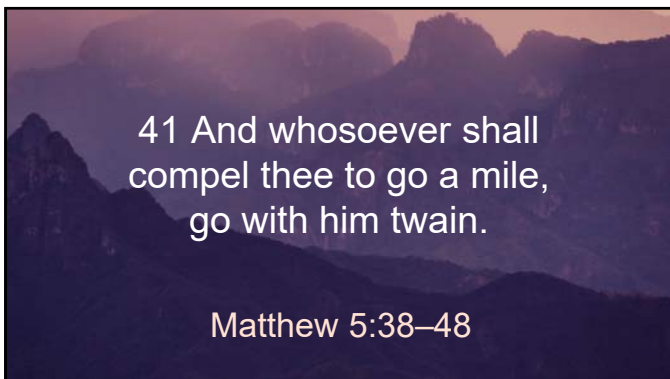 41 And whosoever shall
compel thee to go a mile,
go with him twain.
Matthew 5:38–48